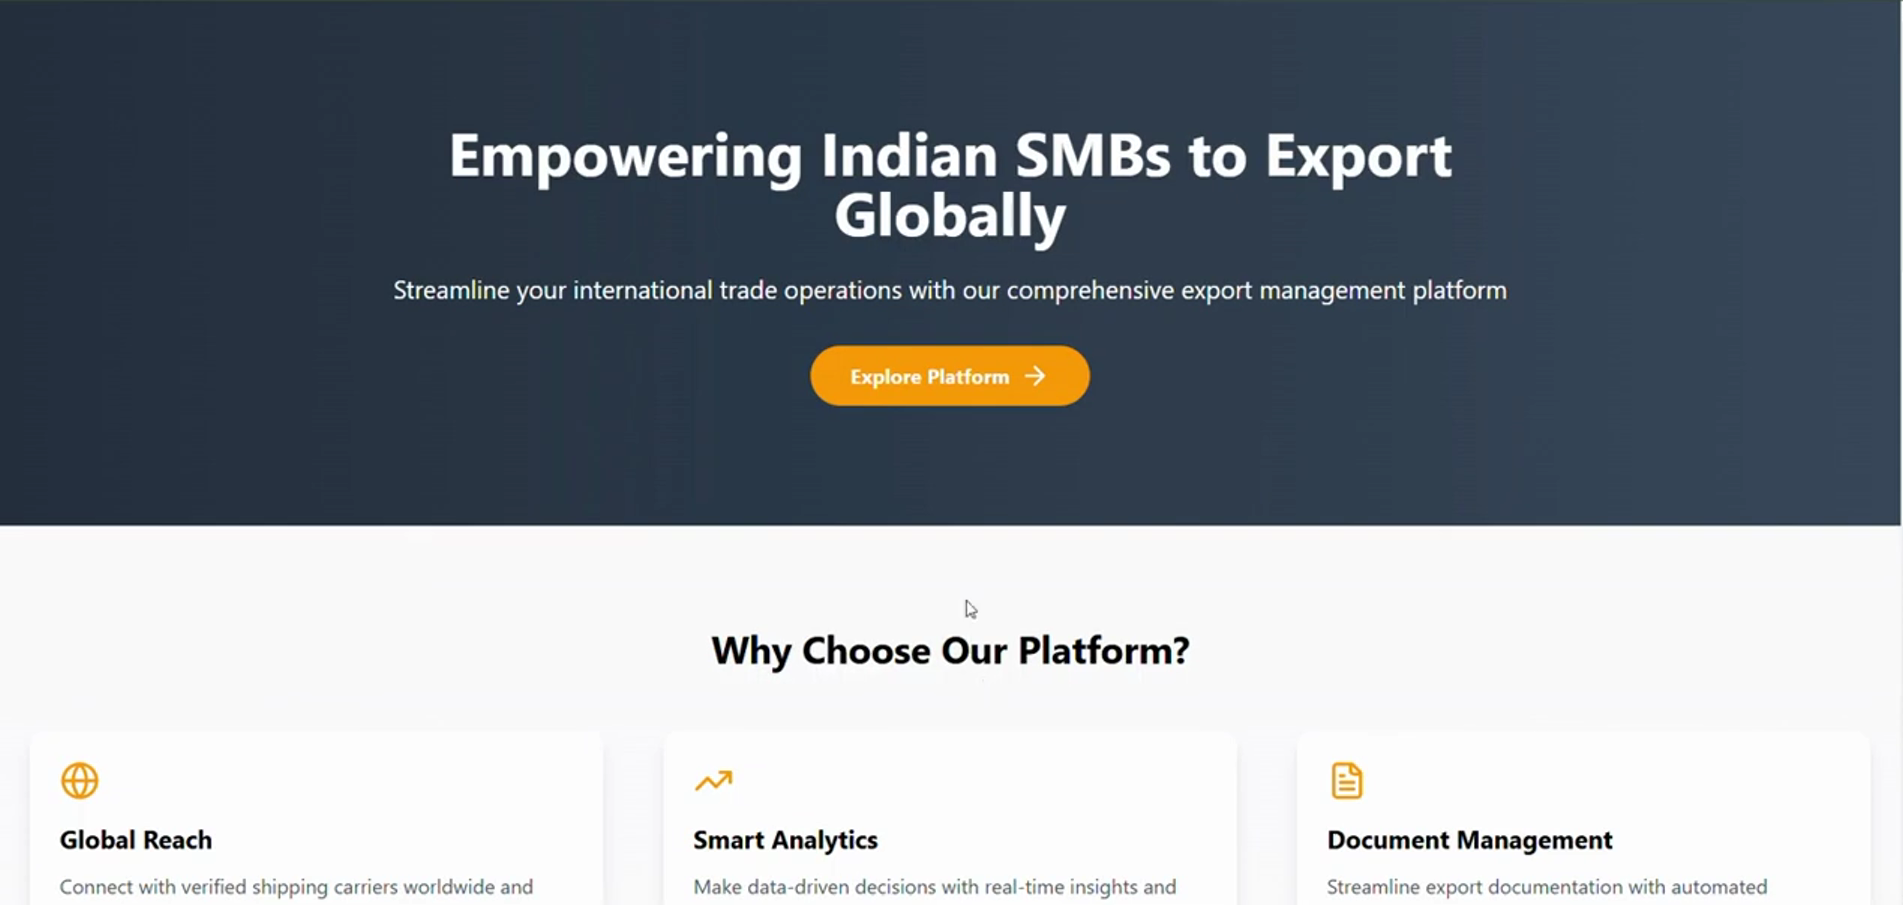 Empowering Indian SMBs to Export
Globally
Streamline your international trade operations with our comprehensive export management platform
Explore Platform
Why Choose Our Platform?
Global Reach
Connect with verified shipping carriers worldwide and
Smart Analytics
Make data-driven decisions with real-time insights and
Document Management
Streamline export documentation with automated